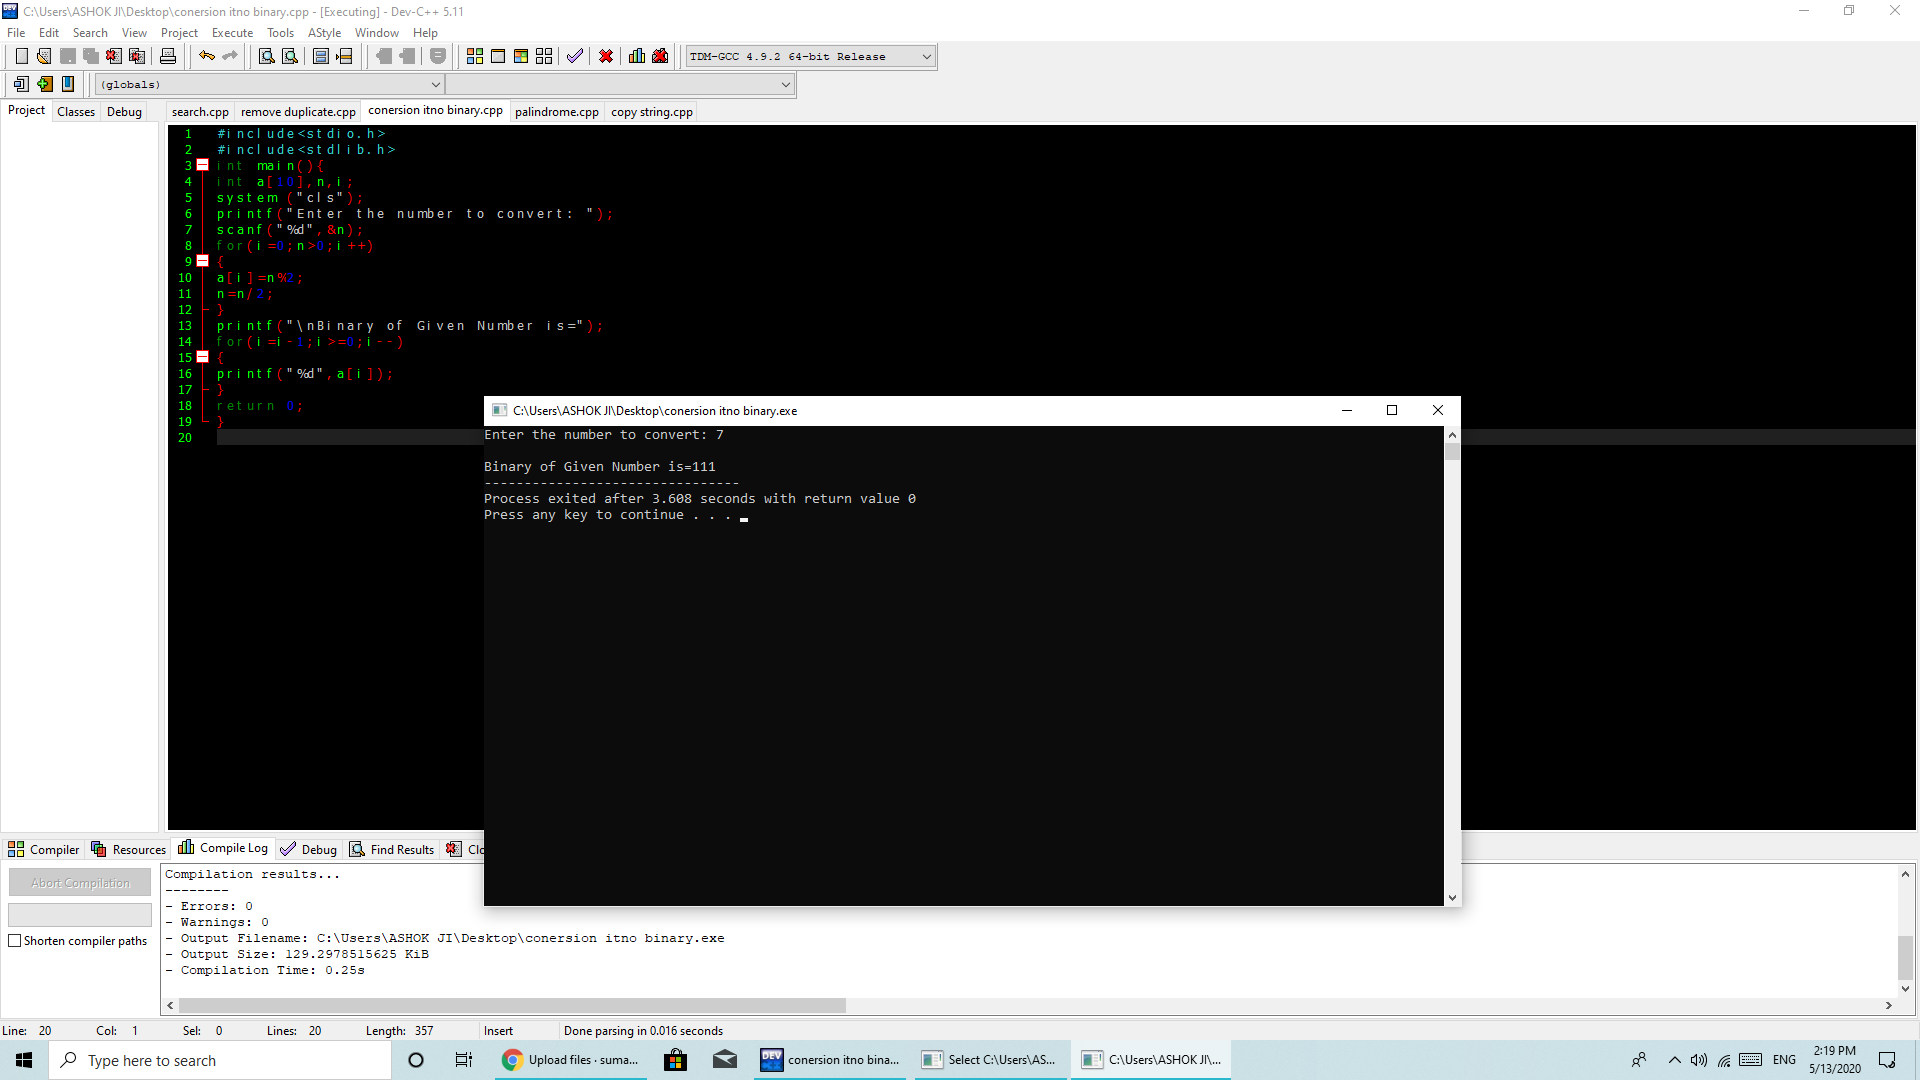 C:\Users\ASHOK JI\Desktop\conersion itno binary.cpp - [Executing] - Dev-C++ 5.11
File Edit Search View Project Execute Tools AStyle Window Help
TDM-GCC 4.9.2 64-bit Release
(globals)
Project Classes Debug search.cpp remove duplicate.cpp conersion itno binary.cpp palindrome.cpp copy string.cpp
1 #include<stdio.h>
2 #include<stdlib.h>
3 int main(){
4 int a[10],n,i;
5 system ("cls");
6 printf("Enter the number to convert: ");
7 scanf("%d",&n);
8 for(i=0;n>0;i++)
9 {
10 a[i]=n%2;
11 n=n/2;
12 }
13 printf("\nBinary of Given Number is=");
14 for(i=i-1;i>=0;i--)
15 {
16 printf("%d",a[i]);
17 }
18 return 0;
19 }
20
C:\Users\ASHOK JI\Desktop\conersion itno binary.exe
Enter the number to convert: 7
Binary of Given Number is=111
--------------------------------
Process exited after 3.608 seconds with return value 0
Press any key to continue . . .
Compiler Resources Compile Log Debug Find Results Clo
Abort Compilation
Shorten compiler paths
Compilation results...
--------
- Errors: 0
- Warnings: 0
- Output Filename: C:\Users\ASHOK JI\Desktop\conersion itno binary.exe
- Output Size: 129.2978515625 KiB
- Compilation Time: 0.25s
Line: 20 Col: 1 Sel: 0 Lines: 20 Length: 357 Insert Done parsing in 0.016 seconds
Type here to search
Upload files · suma...
DEV conersion itno bina...
Select C:\Users\AS...
C:\Users\ASHOK JI\...
ENG
2:19 PM
5/13/2020